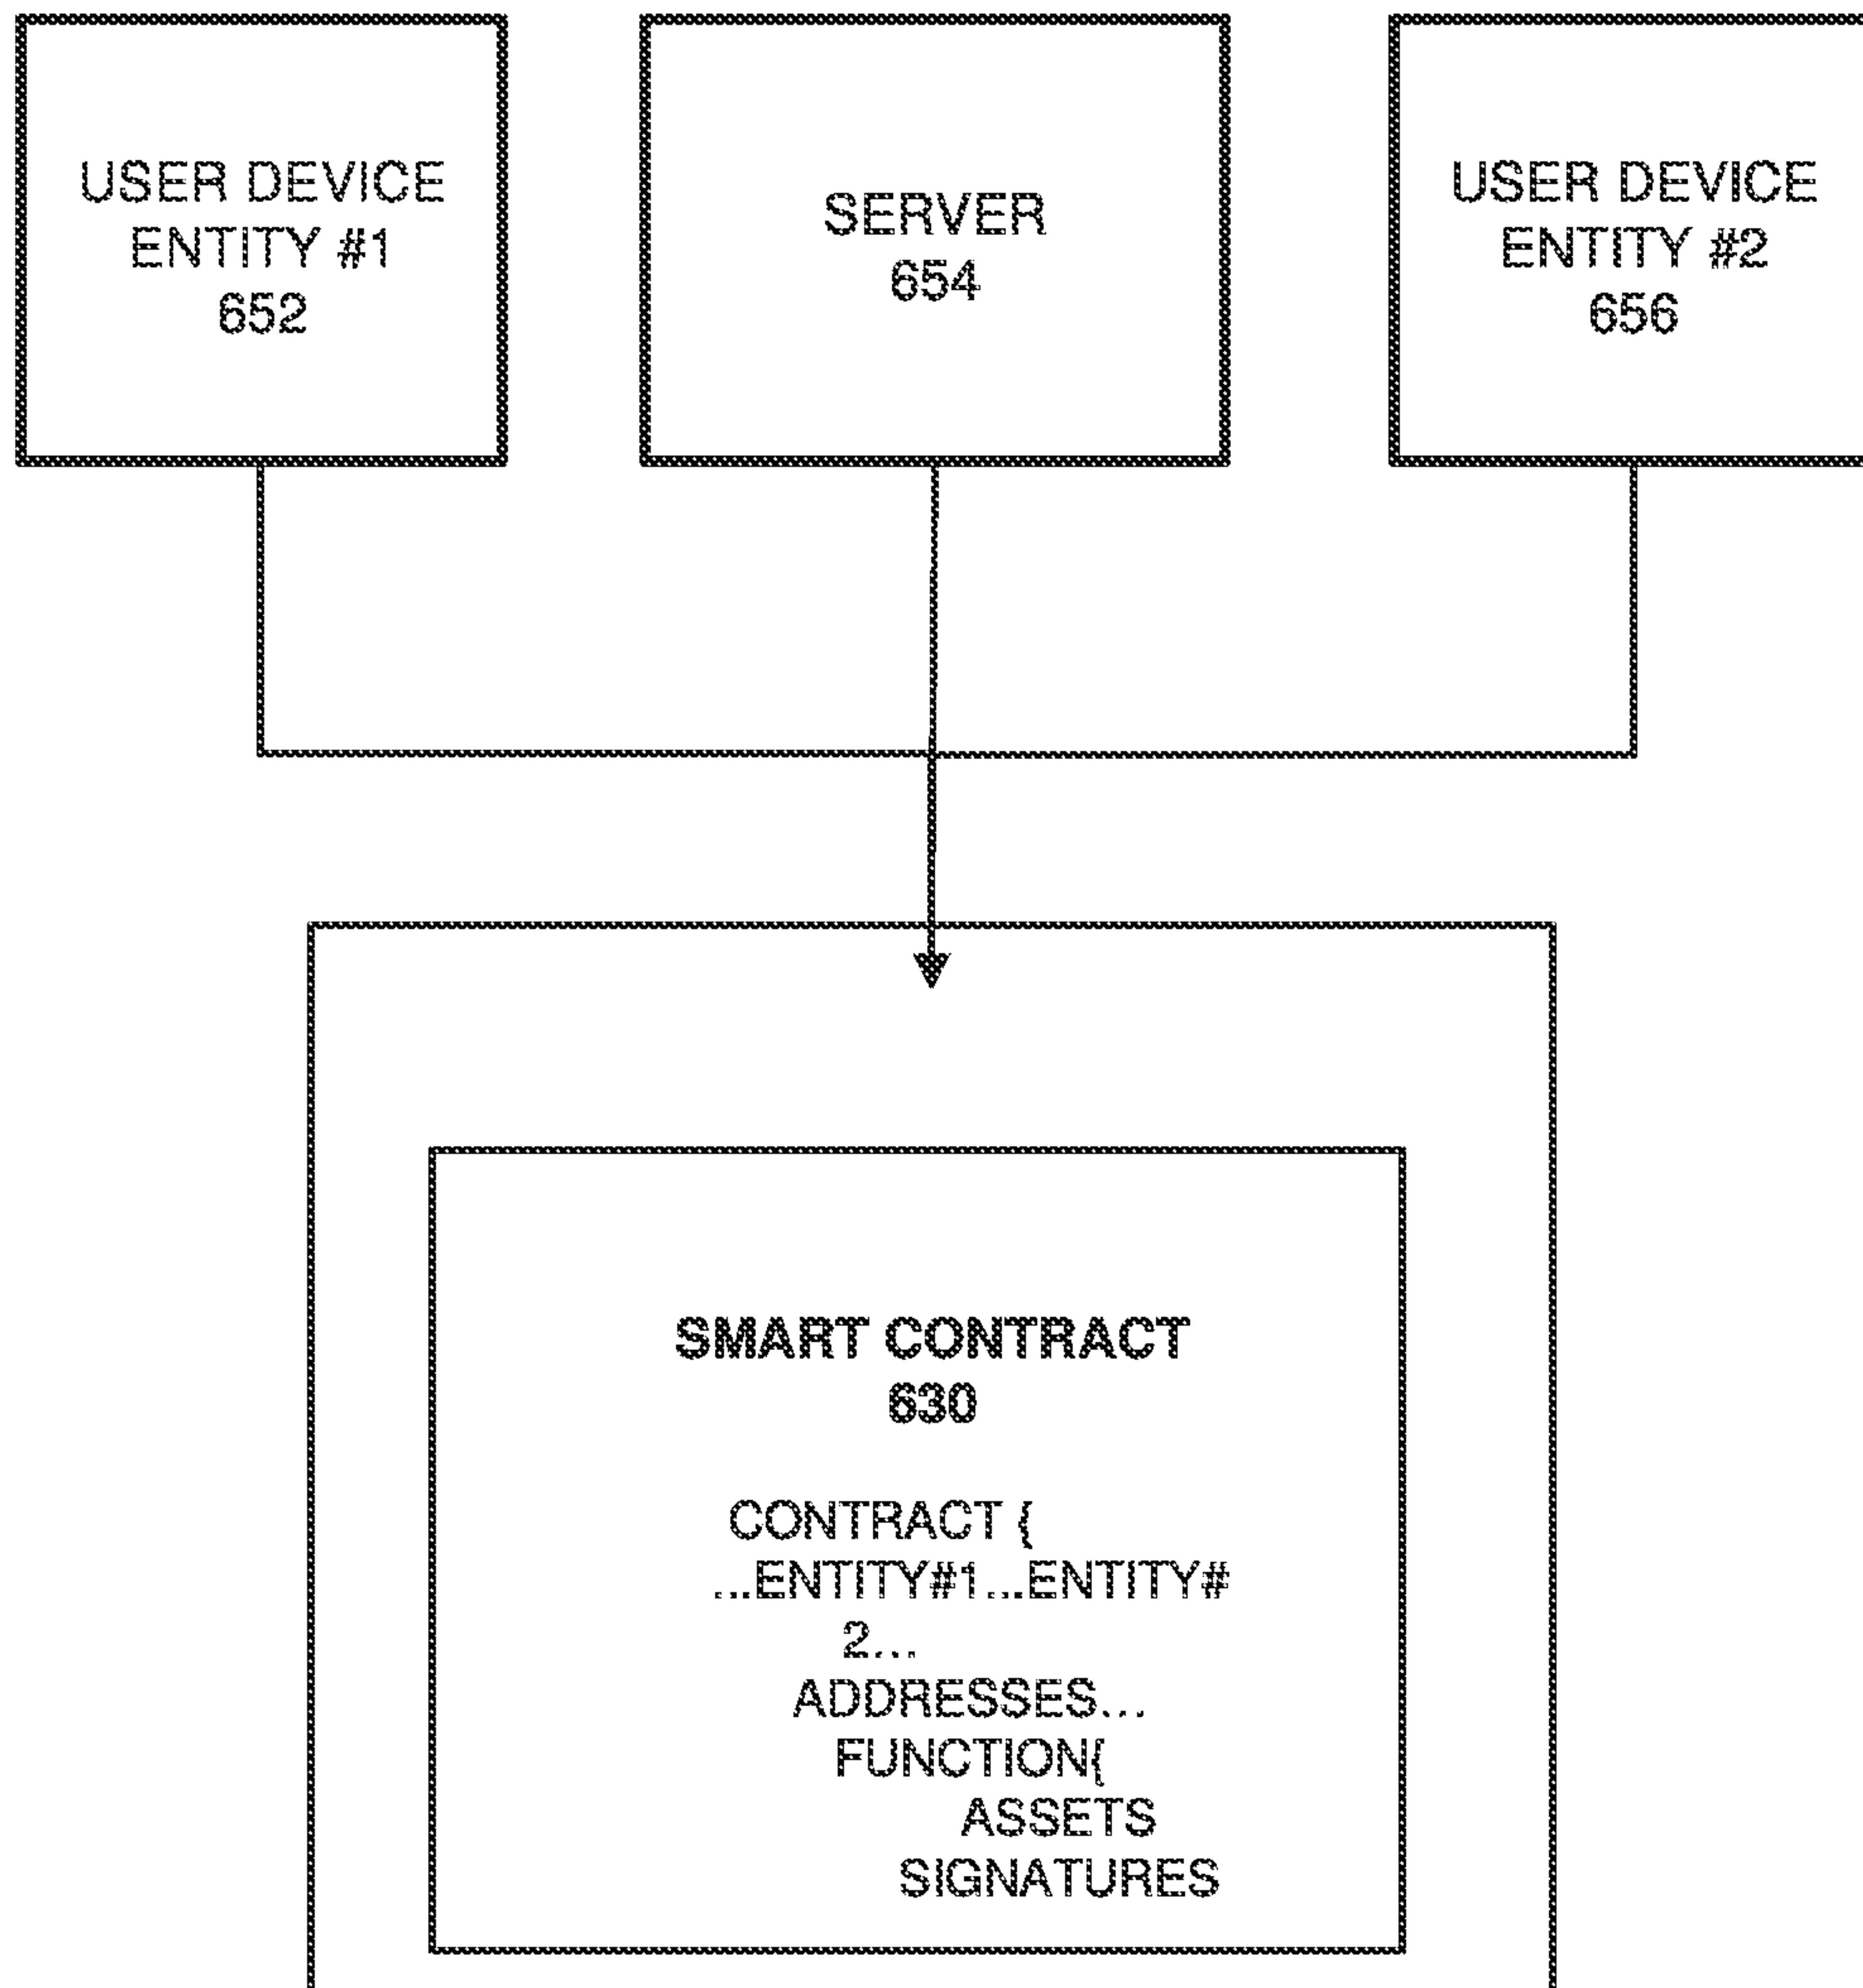 USER DEVICE
ENTITY #1
652
SERVER
654
USER DEVICE
ENTITY #2
656
SMART CONTRACT
630
CONTRACT {
...ENTITY#1...ENTITY#
2...
ADDRESSES...
FUNCTION{
ASSETS
SIGNATURES